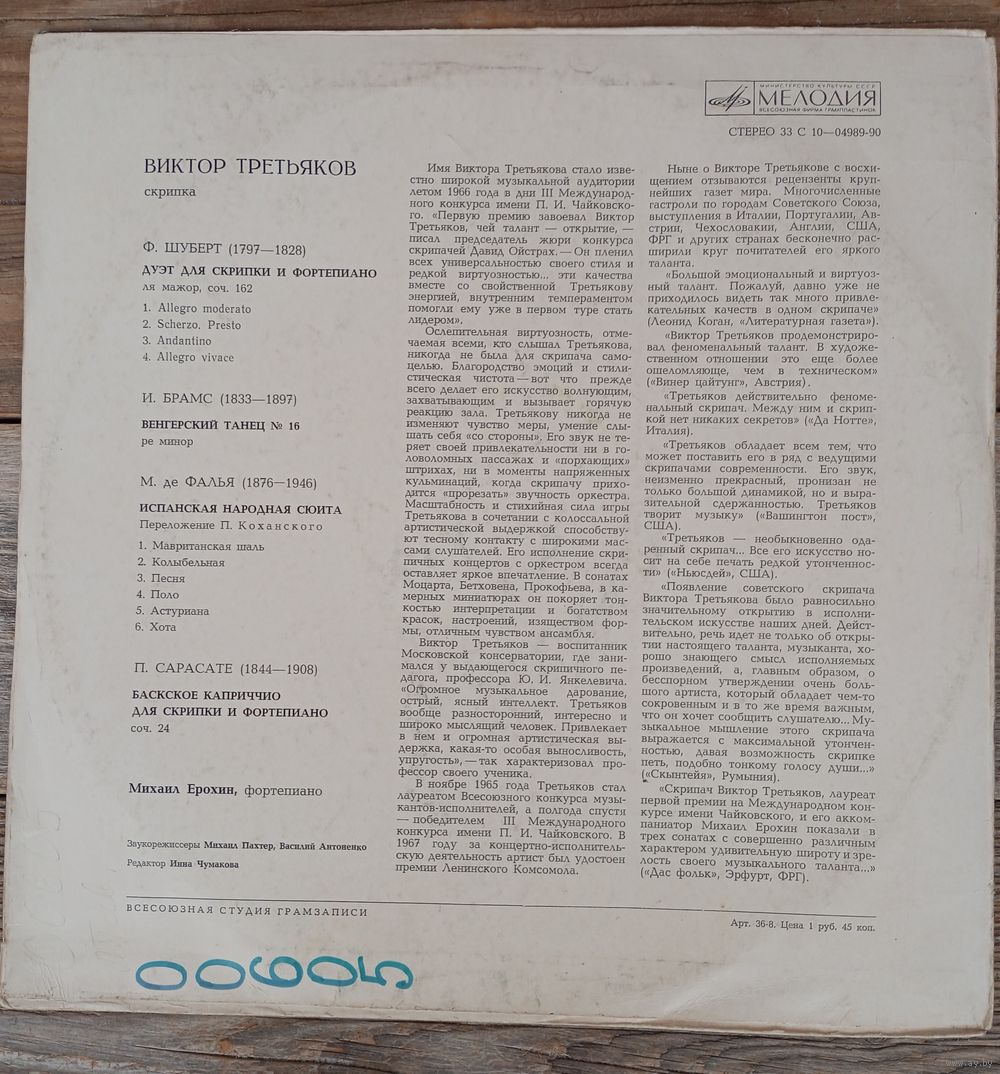 МИНИСТЕРСТВО КУЛЬТУРЫ СССР
МЕЛОДИЯ
ВСЕСОЮЗНАЯ ФИРМА ГРАМПЛАСТИНОК
СТЕРЕО 33 С 10—04989-90
ВИКТОР ТРЕТЬЯКОВ
скрипка
Ф. ШУБЕРТ (1797—1828)
ДУЭТ ДЛЯ СКРИПКИ И ФОРТЕПИАНО
ля мажор, соч. 162
1. Allegro moderato
2. Scherzo. Presto
3. Andantino
4. Allegro vivace
И. БРАМС (1833—1897)
ВЕНГЕРСКИЙ ТАНЕЦ № 16
ре минор
М. де ФАЛЬЯ (1876—1946)
ИСПАНСКАЯ НАРОДНАЯ СЮИТА
Переложение П. Коханского
1. Мавританская шаль
2. Колыбельная
3. Песня
4. Поло
5. Астуриана
6. Хота
П. САРАСАТЕ (1844—1908)
БАСКСКОЕ КАПРИЧЧИО
ДЛЯ СКРИПКИ И ФОРТЕПИАНО
соч. 24
Михаил Ерохин, фортепиано
Звукорежиссеры Михаил Пахтер, Василий Антоненко
Редактор Инна Чумакова
Имя Виктора Третьякова стало изве-
стно широкой музыкальной аудитории
летом 1966 года в дни III Международ-
ного конкурса имени П. И. Чайковско-
го. «Первую премию завоевал Виктор
Третьяков, чей талант — открытие, —
писал председатель жюри конкурса
скрипачей Давид Ойстрах. — Он пленил
всех универсальностью своего стиля и
редкой виртуозностью... эти качества
вместе со свойственной Третьякову
энергией, внутренним темпераментом
помогли ему уже в первом туре стать
лидером».
Ослепительная виртуозность, отме-
чаемая всеми, кто слышал Третьякова,
никогда не была для скрипача само-
целью. Благородство эмоций и стили-
стическая чистота — вот что прежде
всего делает его искусство волнующим,
захватывающим и вызывает горячую
реакцию зала. Третьякову никогда не
изменяют чувство меры, умение слы-
шать себя «со стороны». Его звук не те-
ряет своей привлекательности ни в го-
ловоломных пассажах и «порхающих»
штрихах, ни в моменты напряженных
кульминаций, когда скрипачу прихо-
дится «прорезать» звучность оркестра.
Масштабность и стихийная сила игры
Третьякова в сочетании с колоссальной
артистической выдержкой способству-
ют тесному контакту с широкими мас-
сами слушателей. Его исполнение скри-
пичных концертов с оркестром всегда
оставляет яркое впечатление. В сонатах
Моцарта, Бетховена, Прокофьева, в ка-
мерных миниатюрах он покоряет тон-
костью интерпретации и богатством
красок, настроений, изяществом фор-
мы, отличным чувством ансамбля.
Виктор Третьяков — воспитанник
Московской консерватории, где зани-
мался у выдающегося скрипичного пе-
дагога, профессора Ю. И. Янкелевича.
«Огромное музыкальное дарование,
острый, ясный интеллект. Третьяков
вообще разносторонний, интересно и
широко мыслящий человек. Привлекает
в нем и огромная артистическая вы-
держка, какая-то особая выносливость,
упругость», — так характеризовал про-
фессор своего ученика.
В ноябре 1965 года Третьяков стал
лауреатом Всесоюзного конкурса музы-
кантов-исполнителей, а полгода спустя
— победителем III Международного
конкурса имени П. И. Чайковского. В
1967 году за концертно-исполнитель-
скую деятельность артист был удостоен
премии Ленинского Комсомола.
Ныне о Викторе Третьякове с восхи-
щением отзываются рецензенты круп-
нейших газет мира. Многочисленные
гастроли по городам Советского Союза,
выступления в Италии, Португалии, Ав-
стрии, Чехословакии, Англии, США,
ФРГ и других странах бесконечно рас-
ширили круг почитателей его яркого
таланта.
«Большой эмоциональный и виртуоз-
ный талант. Пожалуй, давно уже не
приходилось видеть так много привле-
кательных качеств в одном скрипаче»
(Леонид Коган, «Литературная газета»).
«Виктор Третьяков продемонстриро-
вал феноменальный талант. В художе-
ственном отношении это еще более
ошеломляюще, чем в техническом»
(«Винер цайтунг», Австрия).
«Третьяков действительно феноме-
нальный скрипач. Между ним и скрип-
кой нет никаких секретов» («Да Нотте»,
Италия).
«Третьяков обладает всем тем, что
может поставить его в ряд с ведущими
скрипачами современности. Его звук,
неизменно прекрасный, пронизан не
только большой динамикой, но и выра-
зительной сдержанностью. Третьяков
творит музыку» («Вашингтон пост»,
США).
«Третьяков — необыкновенно ода-
ренный скрипач... Все его искусство но-
сит на себе печать редкой утонченнос-
ти» («Ньюсдей», США).
«Появление советского скрипача
Виктора Третьякова было равносильно
значительному открытию в исполни-
тельском искусстве наших дней. Дейст-
вительно, речь идет не только об откры-
тии настоящего таланта, музыканта, хо-
рошо знающего смысл исполняемых
произведений, а, главным образом, о
бесспорном утверждении очень боль-
шого артиста, который обладает чем-то
сокровенным и в то же время важным,
что он хочет сообщить слушателю... Му-
зыкальное мышление этого скрипача
выражается с максимальной утончен-
ностью, давая возможность скрипке
петь, подобно тонкому голосу души...»
(«Скынтейя», Румыния).
«Скрипач Виктор Третьяков, лауреат
первой премии на Международном кон-
курсе имени Чайковского, и его акком-
паниатор Михаил Ерохин показали в
трех сонатах с совершенно различным
характером удивительную широту и зре-
лость своего музыкального таланта...»
(«Дас фольк», Эрфурт, ФРГ).
ВСЕСОЮЗНАЯ СТУДИЯ ГРАМЗАПИСИ
Арт. 36-8. Цена 1 руб. 45 коп.
00605
www.ay.by